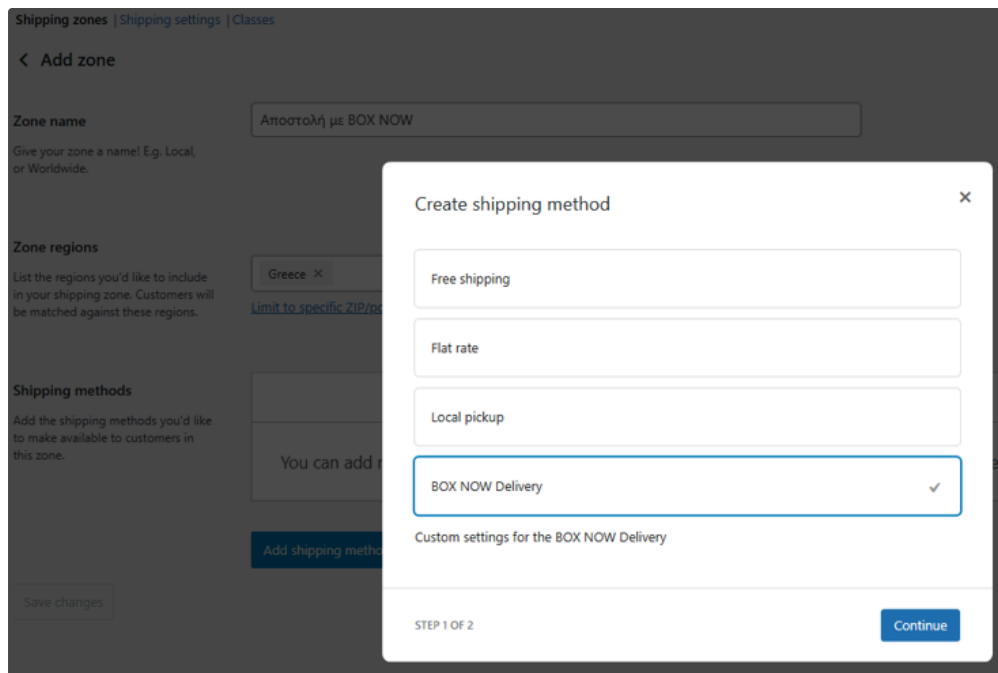 Shipping zones | Shipping settings | Classes
Add zone
Zone name
Αποστολή με BOX NOW
Give your zone a name! E.g. Local,
or Worldwide.
Zone regions
List the regions you'd like to include
in your shipping zone. Customers will
be matched against these regions.
Greece ×
Limit to specific ZIP/po
Shipping methods
Add the shipping methods you'd like
to make available to customers in
this zone.
You can add
Add shipping metho
Save changes
Create shipping method
Free shipping
Flat rate
Local pickup
BOX NOW Delivery
Custom settings for the BOX NOW Delivery
STEP 1 OF 2
Continue